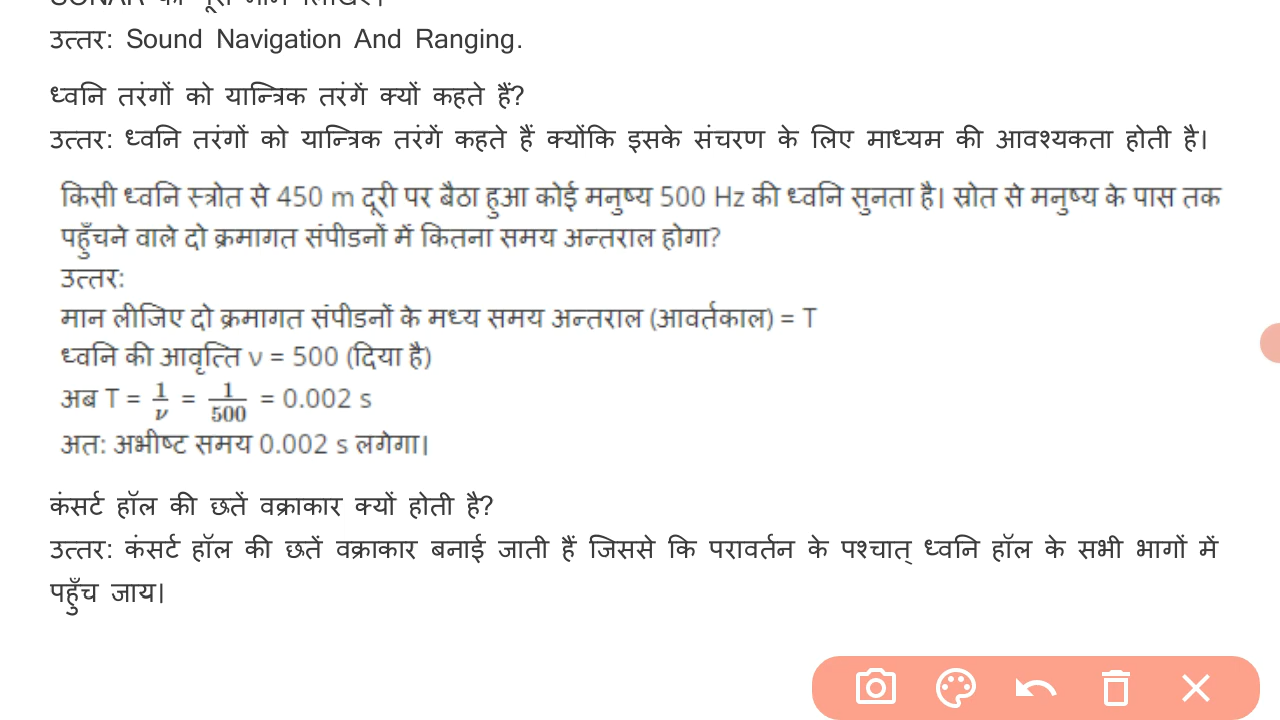 SONAR का पूरा नाम लिखिए।
उत्तर: Sound Navigation And Ranging.
ध्वनि तरंगों को यान्त्रिक तरंगें क्यों कहते हैं?
उत्तर: ध्वनि तरंगों को यान्त्रिक तरंगें कहते हैं क्योंकि इसके संचरण के लिए माध्यम की आवश्यकता होती है।
किसी ध्वनि स्त्रोत से 450 m दूरी पर बैठा हुआ कोई मनुष्य 500 Hz की ध्वनि सुनता है। स्रोत से मनुष्य के पास तक
पहुँचने वाले दो क्रमागत संपीडनों में कितना समय अन्तराल होगा?
उत्तर:
मान लीजिए दो क्रमागत संपीडनों के मध्य समय अन्तराल (आवर्तकाल) = T
ध्वनि की आवृत्ति ν = 500 (दिया है)
अब T = 1/ν = 1/500 = 0.002 s
अत: अभीष्ट समय 0.002 s लगेगा।
कंसर्ट हॉल की छतें वक्राकार क्यों होती है?
उत्तर: कंसर्ट हॉल की छतें वक्राकार बनाई जाती हैं जिससे कि परावर्तन के पश्चात् ध्वनि हॉल के सभी भागों में
पहुँच जाय।